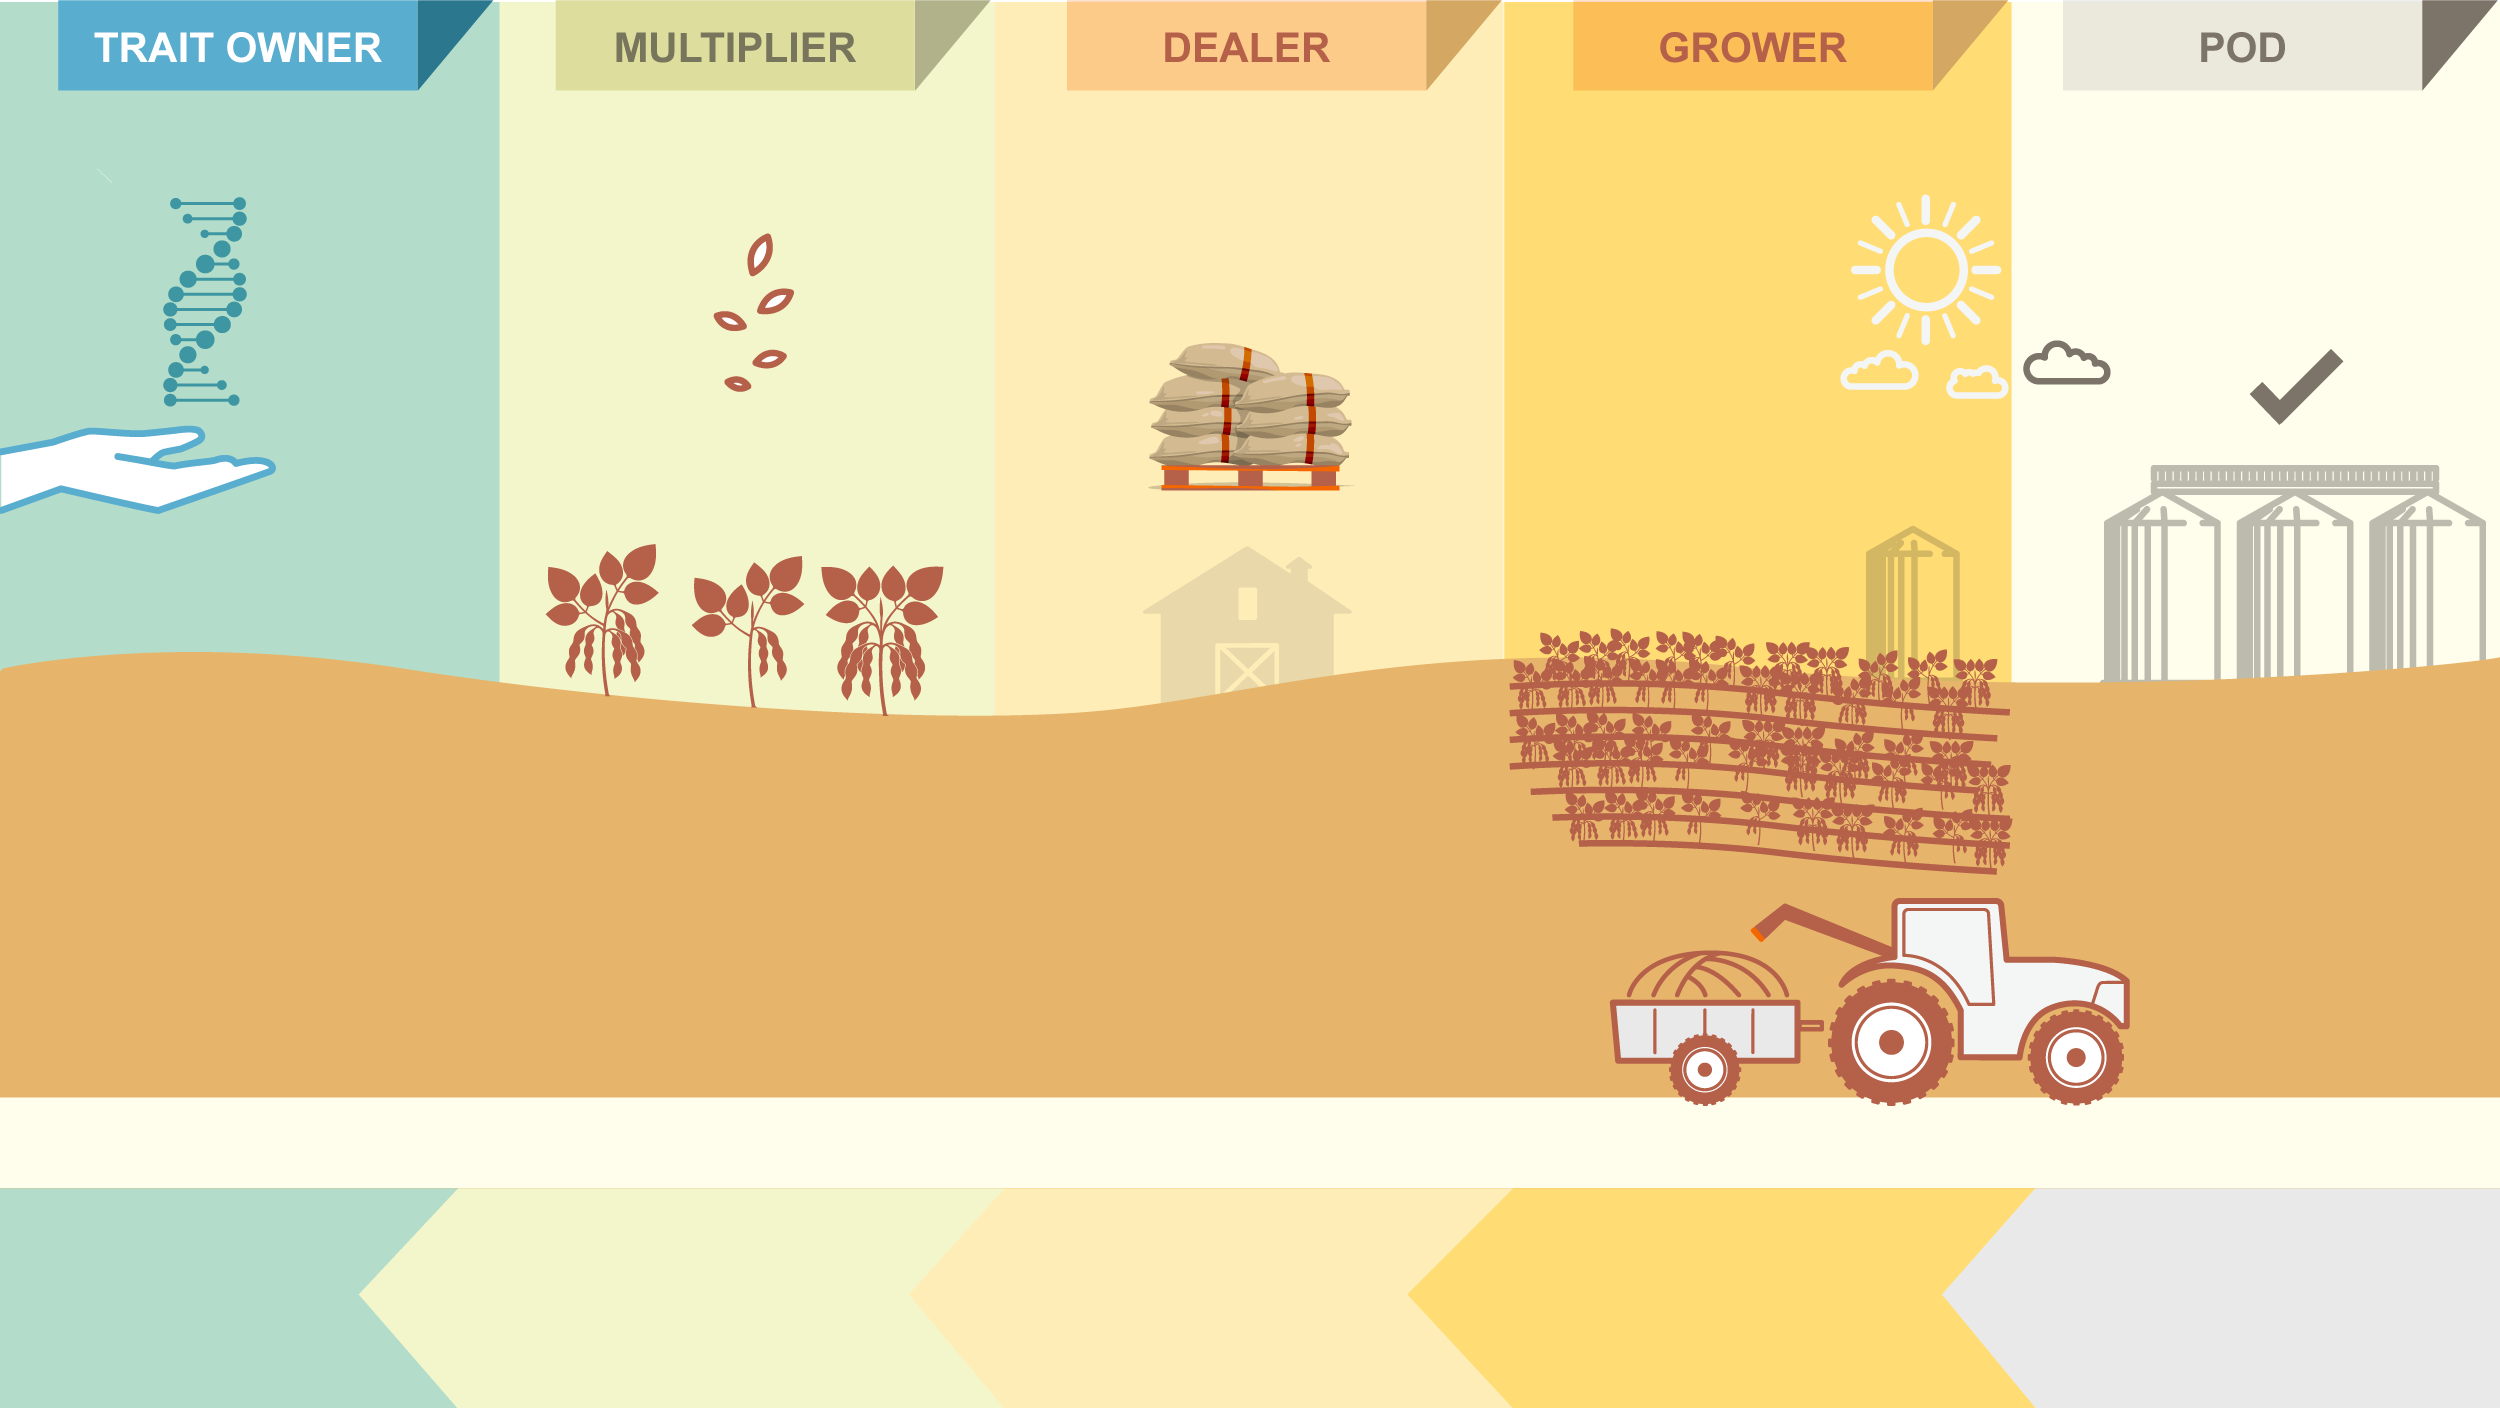 TRAIT OWNER
MULTIPLIER
DEALER
GROWER
POD